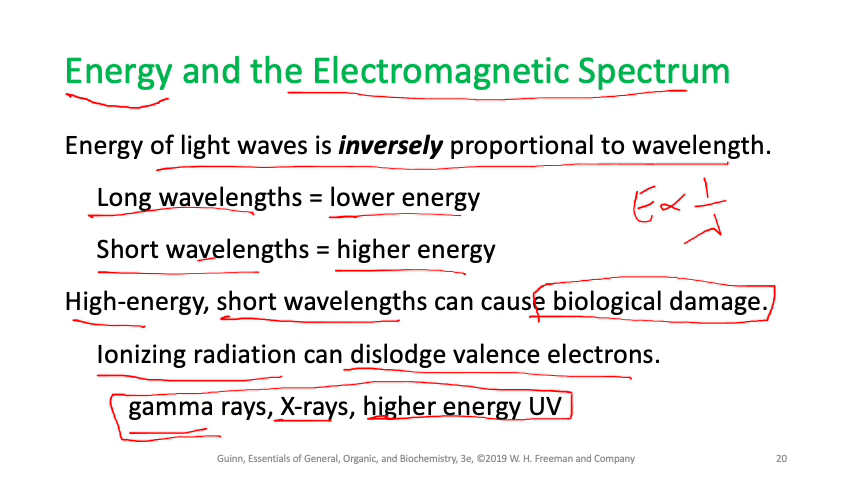 Energy and the Electromagnetic Spectrum
Energy of light waves is inversely proportional to wavelength.
Long wavelengths = lower energy
E ∝ 1/λ
Short wavelengths = higher energy
High-energy, short wavelengths can cause biological damage.
Ionizing radiation can dislodge valence electrons.
gamma rays, X-rays, higher energy UV
Guinn, Essentials of General, Organic, and Biochemistry, 3e, ©2019 W. H. Freeman and Company
20